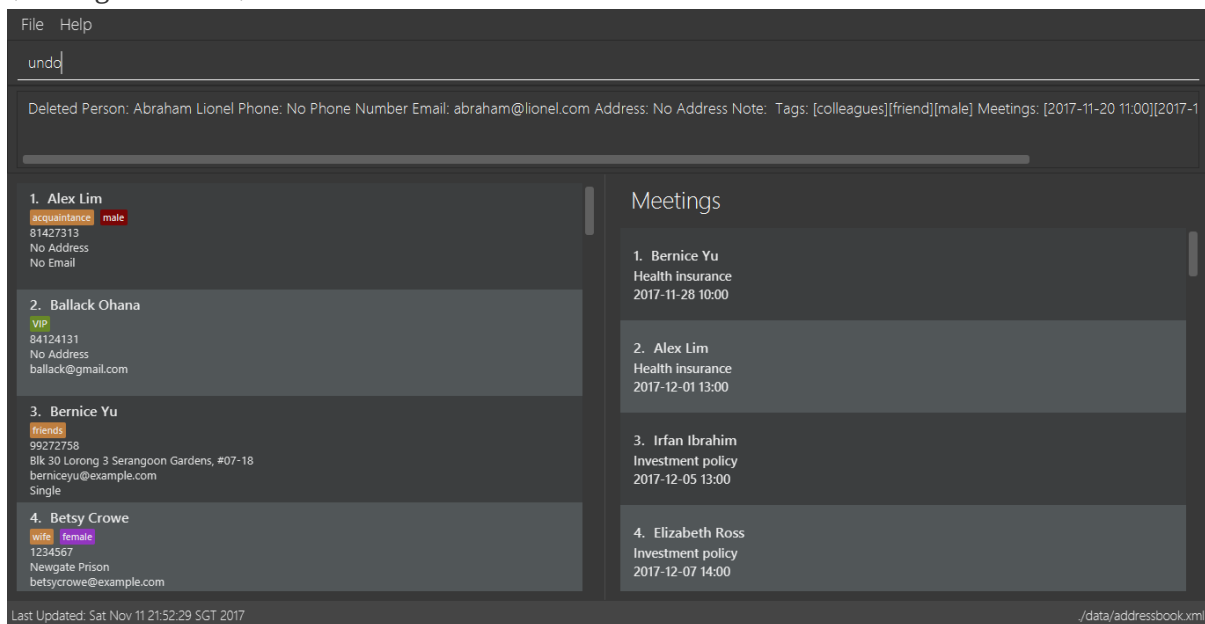 File Help
undo
Deleted Person: Abraham Lionel Phone: No Phone Number Email: abraham@lionel.com Address: No Address Note: Tags: [colleagues][friend][male] Meetings: [2017-11-20 11:00][2017-1
1. Alex Lim
acquaintance male
81427313
No Address
No Email
2. Ballack Ohana
VIP
84124131
No Address
ballack@gmail.com
3. Bernice Yu
friends
99272758
Blk 30 Lorong 3 Serangoon Gardens, #07-18
berniceyu@example.com
Single
4. Betsy Crowe
wife female
1234567
Newgate Prison
betsycrowe@example.com
Meetings
1. Bernice Yu
Health insurance
2017-11-28 10:00
2. Alex Lim
Health insurance
2017-12-01 13:00
3. Irfan Ibrahim
Investment policy
2017-12-05 13:00
4. Elizabeth Ross
Investment policy
2017-12-07 14:00
Last Updated: Sat Nov 11 21:52:29 SGT 2017
./data/addressbook.xml